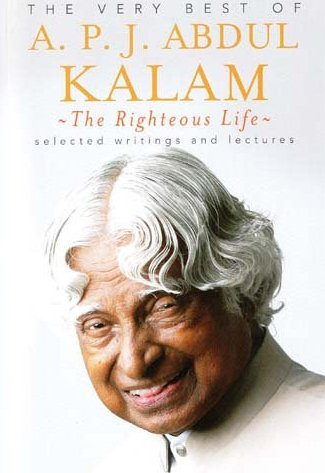 THE VERY BEST OF
A. P. J. ABDUL
KALAM
~The Righteous Life~
selected writings and lectures